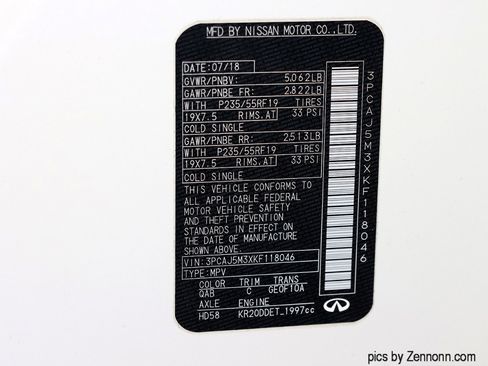 MFD BY NISSAN MOTOR CO.,LTD.
DATE:07/18
GVWR/PNBV: 5,062LB
GAWR/PNBE FR: 2,822LB
WITH P235/55RF19 TIRES
19X7.5 RIMS,AT 33 PSI
COLD SINGLE
GAWR/PNBE RR: 2,513LB
WITH P235/55RF19 TIRES
19X7.5 RIMS,AT 33 PSI
COLD SINGLE
THIS VEHICLE CONFORMS TO
ALL APPLICABLE FEDERAL
MOTOR VEHICLE SAFETY
AND THEFT PREVENTION
STANDARDS IN EFFECT ON
THE DATE OF MANUFACTURE
SHOWN ABOVE.
VIN:3PCAJ5M3XKF118046
TYPE:MPV
COLOR TRIM TRANS
QAB C GEOF10A
AXLE ENGINE
HD58 KR20DDET_1997cc
3PCAJ5M3XKF118046
pics by Zennonn.com